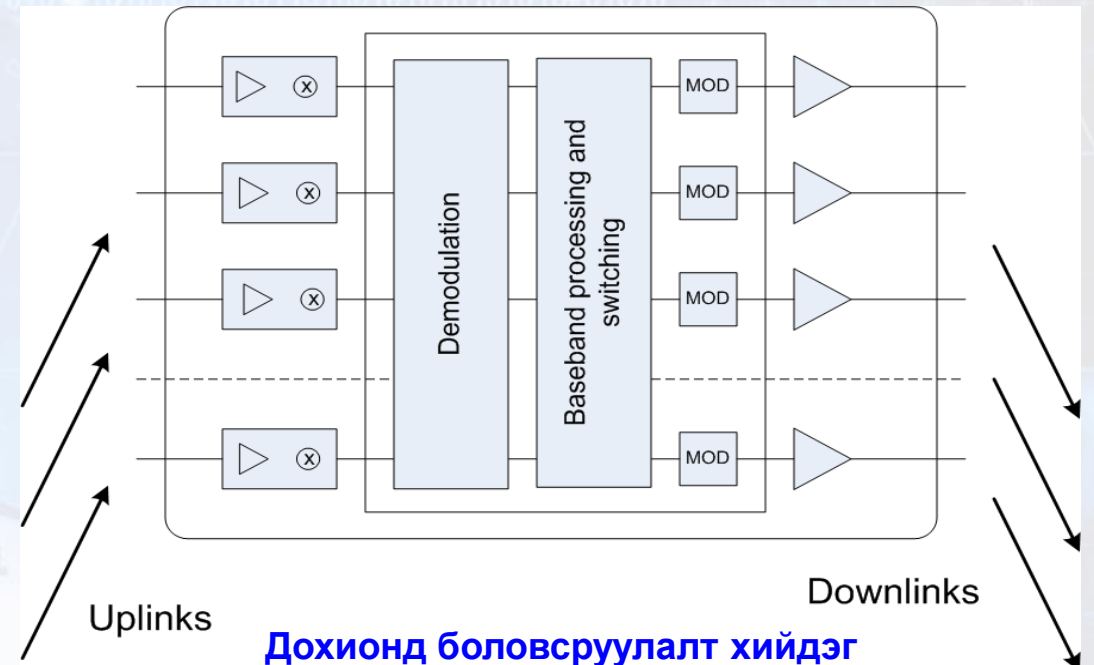 x MOD
x MOD
x MOD
x MOD
Demodulation
Baseband processing and
switching
Uplinks
Downlinks
Дохионд боловсруулалт хийдэг